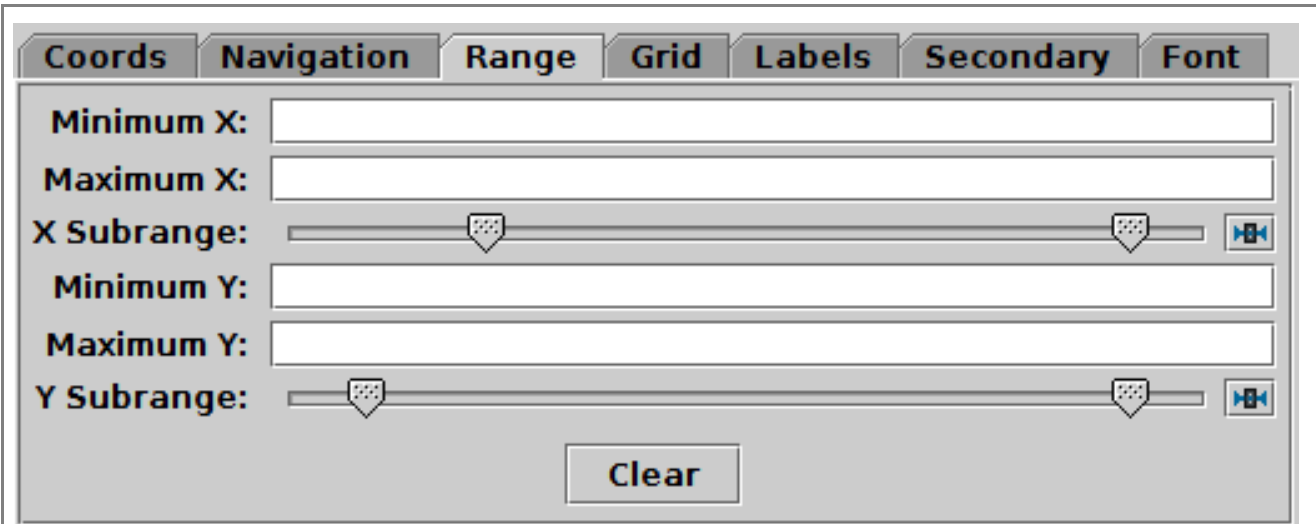 Coords Navigation Range Grid Labels Secondary Font
Minimum X:
Maximum X:
X Subrange:
Minimum Y:
Maximum Y:
Y Subrange:
Clear